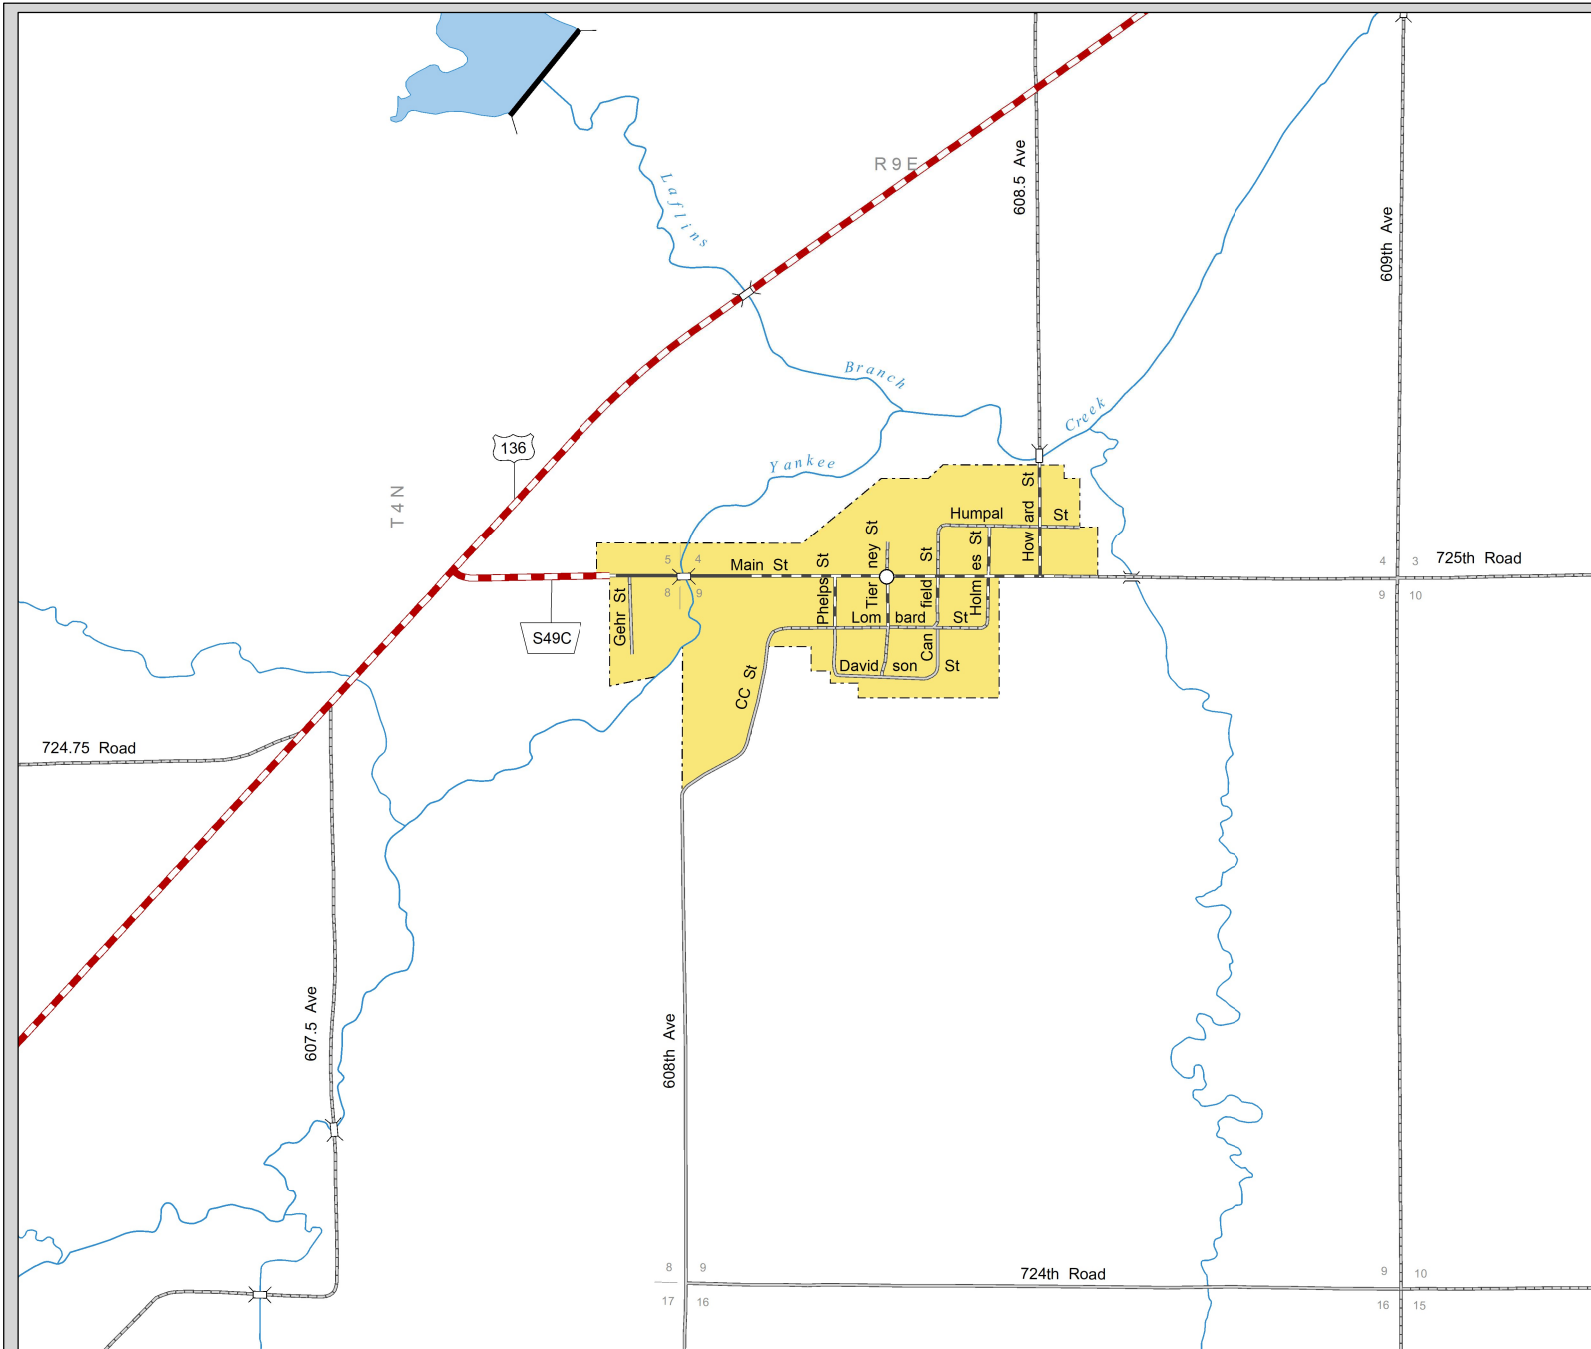 R 9 E
608.5 Ave
609th Ave
Laflins
Branch
Creek
136
Yankee
T 4 N
Humpal St
Howard St
Tierney St
5 4
8 9
Main St
Phelps St
Canfield St
Holmes St
4 3
9 10
725th Road
Gehr St
S49C
Lombard St
Davidson St
CC St
724.75 Road
607.5 Ave
608th Ave
8 9
17 16
724th Road
9 10
16 15